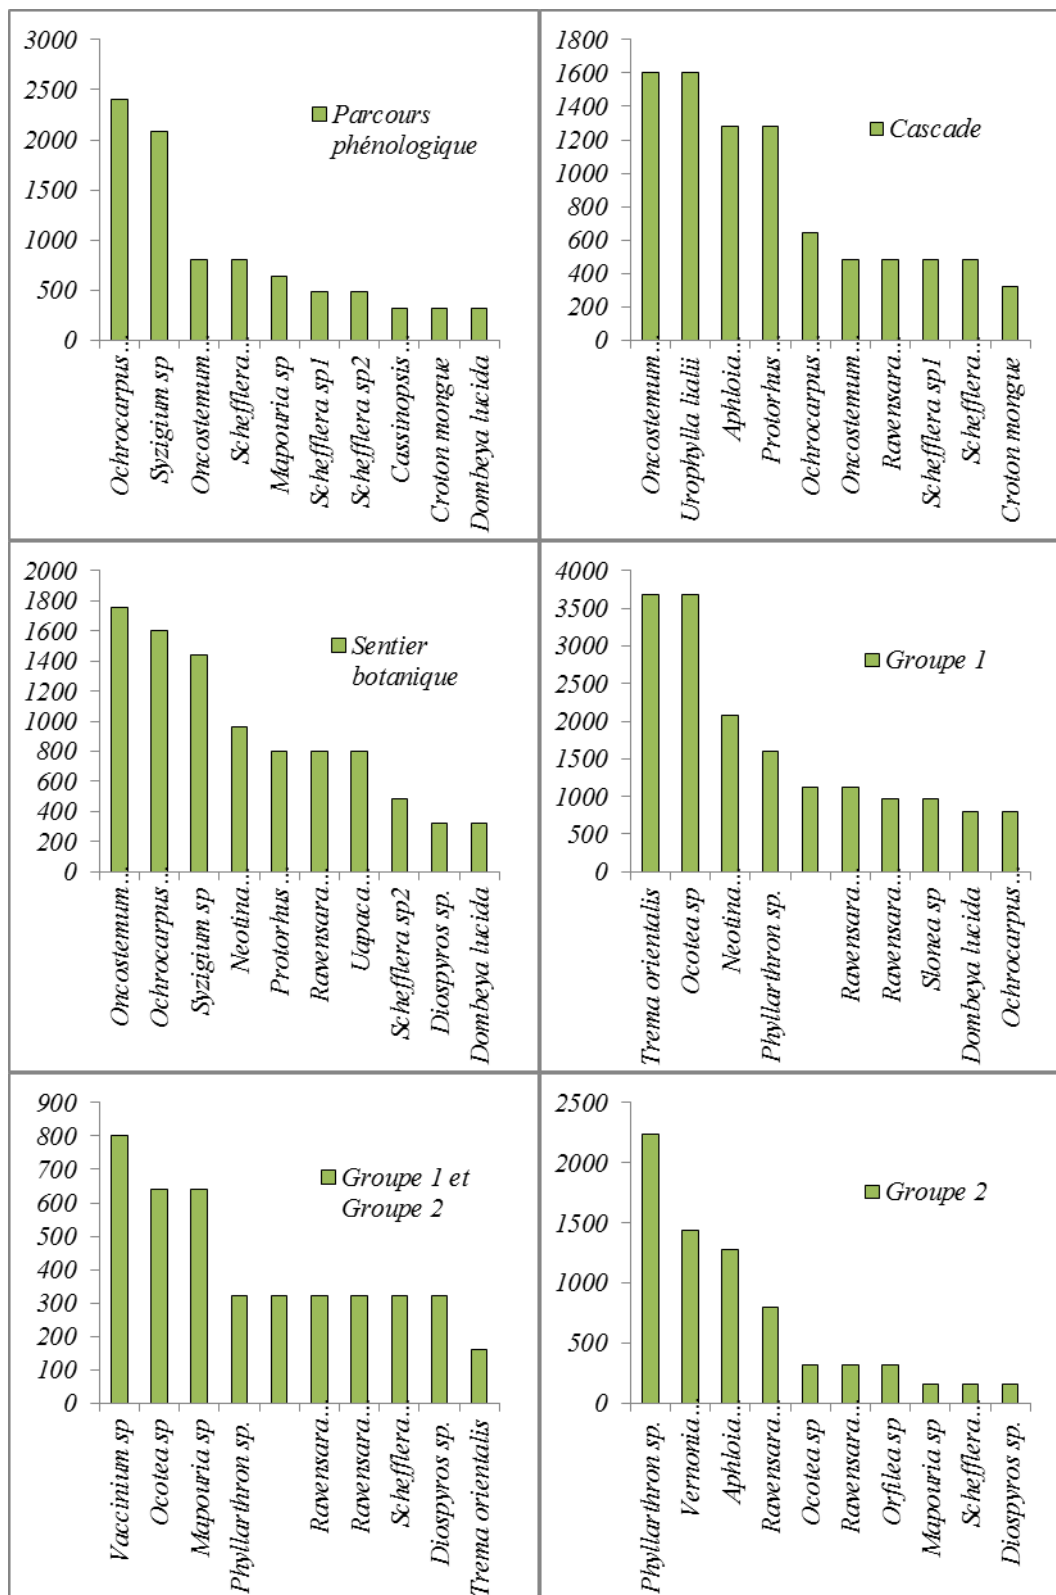 3000
2500
2000
1500
1000
500
0
Parcours
phénologique
Ochrocarpus...
Syzigium sp
Oncostemum...
Schefflera...
Mapouria sp
Schefflera sp1
Schefflera sp2
Cassinopsis...
Croton mongue
Dombeya lucida
1800
1600
1400
1200
1000
800
600
400
200
0
Cascade
Oncostemum...
Urophylla lialii
Aphloia...
Protorhus...
Ochrocarpus...
Oncostemum...
Ravensara...
Schefflera sp1
Schefflera...
Croton mongue
2000
1800
1600
1400
1200
1000
800
600
400
200
0
Sentier
botanique
Oncostemum...
Ochrocarpus...
Syzigium sp
Neotina...
Protorhus...
Ravensara...
Uapaca...
Schefflera sp2
Diospyros sp.
Dombeya lucida
4000
3500
3000
2500
2000
1500
1000
500
0
Groupe 1
Trema orientalis
Ocotea sp
Neotina...
Phyllarthron sp.
Ravensara...
Ravensara...
Slonea sp
Dombeya lucida
Ochrocarpus...
900
800
700
600
500
400
300
200
100
0
Groupe 1 et
Groupe 2
Vaccinium sp
Ocotea sp
Mapouria sp
Phyllarthron sp.
Ravensara...
Ravensara...
Schefflera...
Diospyros sp.
Trema orientalis
2500
2000
1500
1000
500
0
Groupe 2
Phyllarthron sp.
Vernonia...
Aphloia...
Ravensara...
Ocotea sp
Ravensara...
Orfilea sp
Mapouria sp
Schefflera...
Diospyros sp.